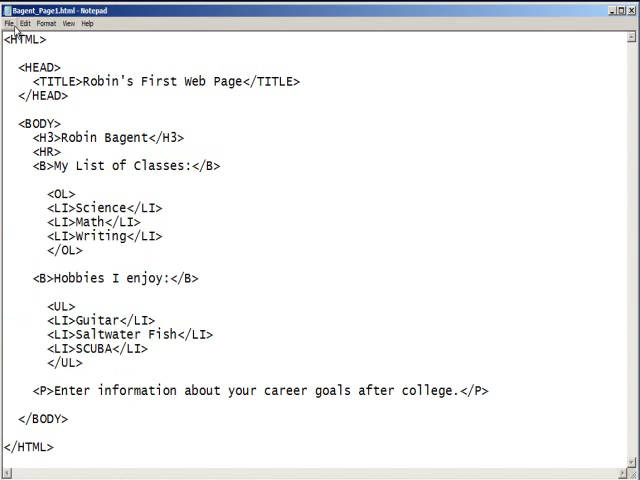 Bagent_Page1.html - Notepad
File Edit Format View Help
<HTML>
<HEAD>
<TITLE>Robin's First Web Page</TITLE>
</HEAD>
<BODY>
<H3>Robin Bagent</H3>
<HR>
<B>My List of Classes:</B>
<OL>
<LI>Science</LI>
<LI>Math</LI>
<LI>Writing</LI>
</OL>
<B>Hobbies I enjoy:</B>
<UL>
<LI>Guitar</LI>
<LI>Saltwater Fish</LI>
<LI>SCUBA</LI>
</UL>
<P>Enter information about your career goals after college.</P>
</BODY>
</HTML>